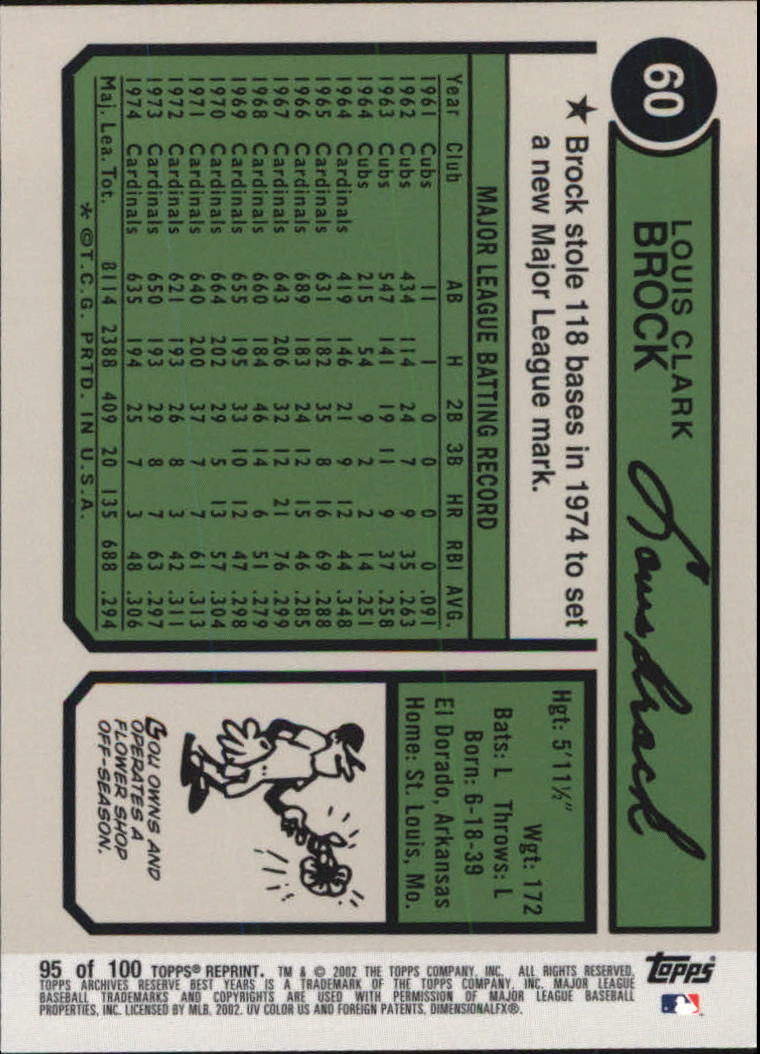 60
LOUIS CLARK
BROCK
Lou Brock
★ Brock stole 118 bases in 1974 to set
a new Major League mark.
MAJOR LEAGUE BATTING RECORD
Year Club AB H 2B 3B HR RBI AVG.
1961 Cubs 11 1 0 0 0 0 .091
1962 Cubs 434 114 24 7 9 35 .263
1963 Cubs 547 141 19 11 9 37 .258
1964 Cubs 215 54 9 2 2 14 .251
1964 Cardinals 419 146 21 9 12 44 .348
1965 Cardinals 631 182 35 8 16 69 .288
1966 Cardinals 689 183 24 12 15 46 .285
1967 Cardinals 643 206 32 12 21 76 .299
1968 Cardinals 660 184 46 14 6 51 .279
1969 Cardinals 655 195 33 10 12 47 .298
1970 Cardinals 664 202 29 5 13 57 .304
1971 Cardinals 640 200 37 7 7 61 .313
1972 Cardinals 621 193 26 8 3 42 .311
1973 Cardinals 650 193 29 8 7 63 .297
1974 Cardinals 635 194 25 7 3 48 .306
Maj. Lea. Tot. 8114 2388 409 20 135 688 .294
* ©T.C.G. PRTD. IN U.S.A.
Hgt: 5'11½" Wgt: 172
Bats: L Throws: L
Born: 6-18-39
El Dorado, Arkansas
Home: St. Louis, Mo.
LOU OWNS AND
OPERATES A
FLOWER SHOP
OFF-SEASON.
topps
95 of 100 TOPPS® REPRINT. TM & © 2002 THE TOPPS COMPANY, INC. ALL RIGHTS RESERVED.
TOPPS ARCHIVES RESERVE BEST YEARS IS A TRADEMARK OF THE TOPPS COMPANY, INC. MAJOR LEAGUE
BASEBALL TRADEMARKS AND COPYRIGHTS ARE USED WITH PERMISSION OF MAJOR LEAGUE BASEBALL
PROPERTIES, INC. LICENSED BY MLB. 2002. UV COLOR US AND FOREIGN PATENTS. DIMENSIONALFX®.